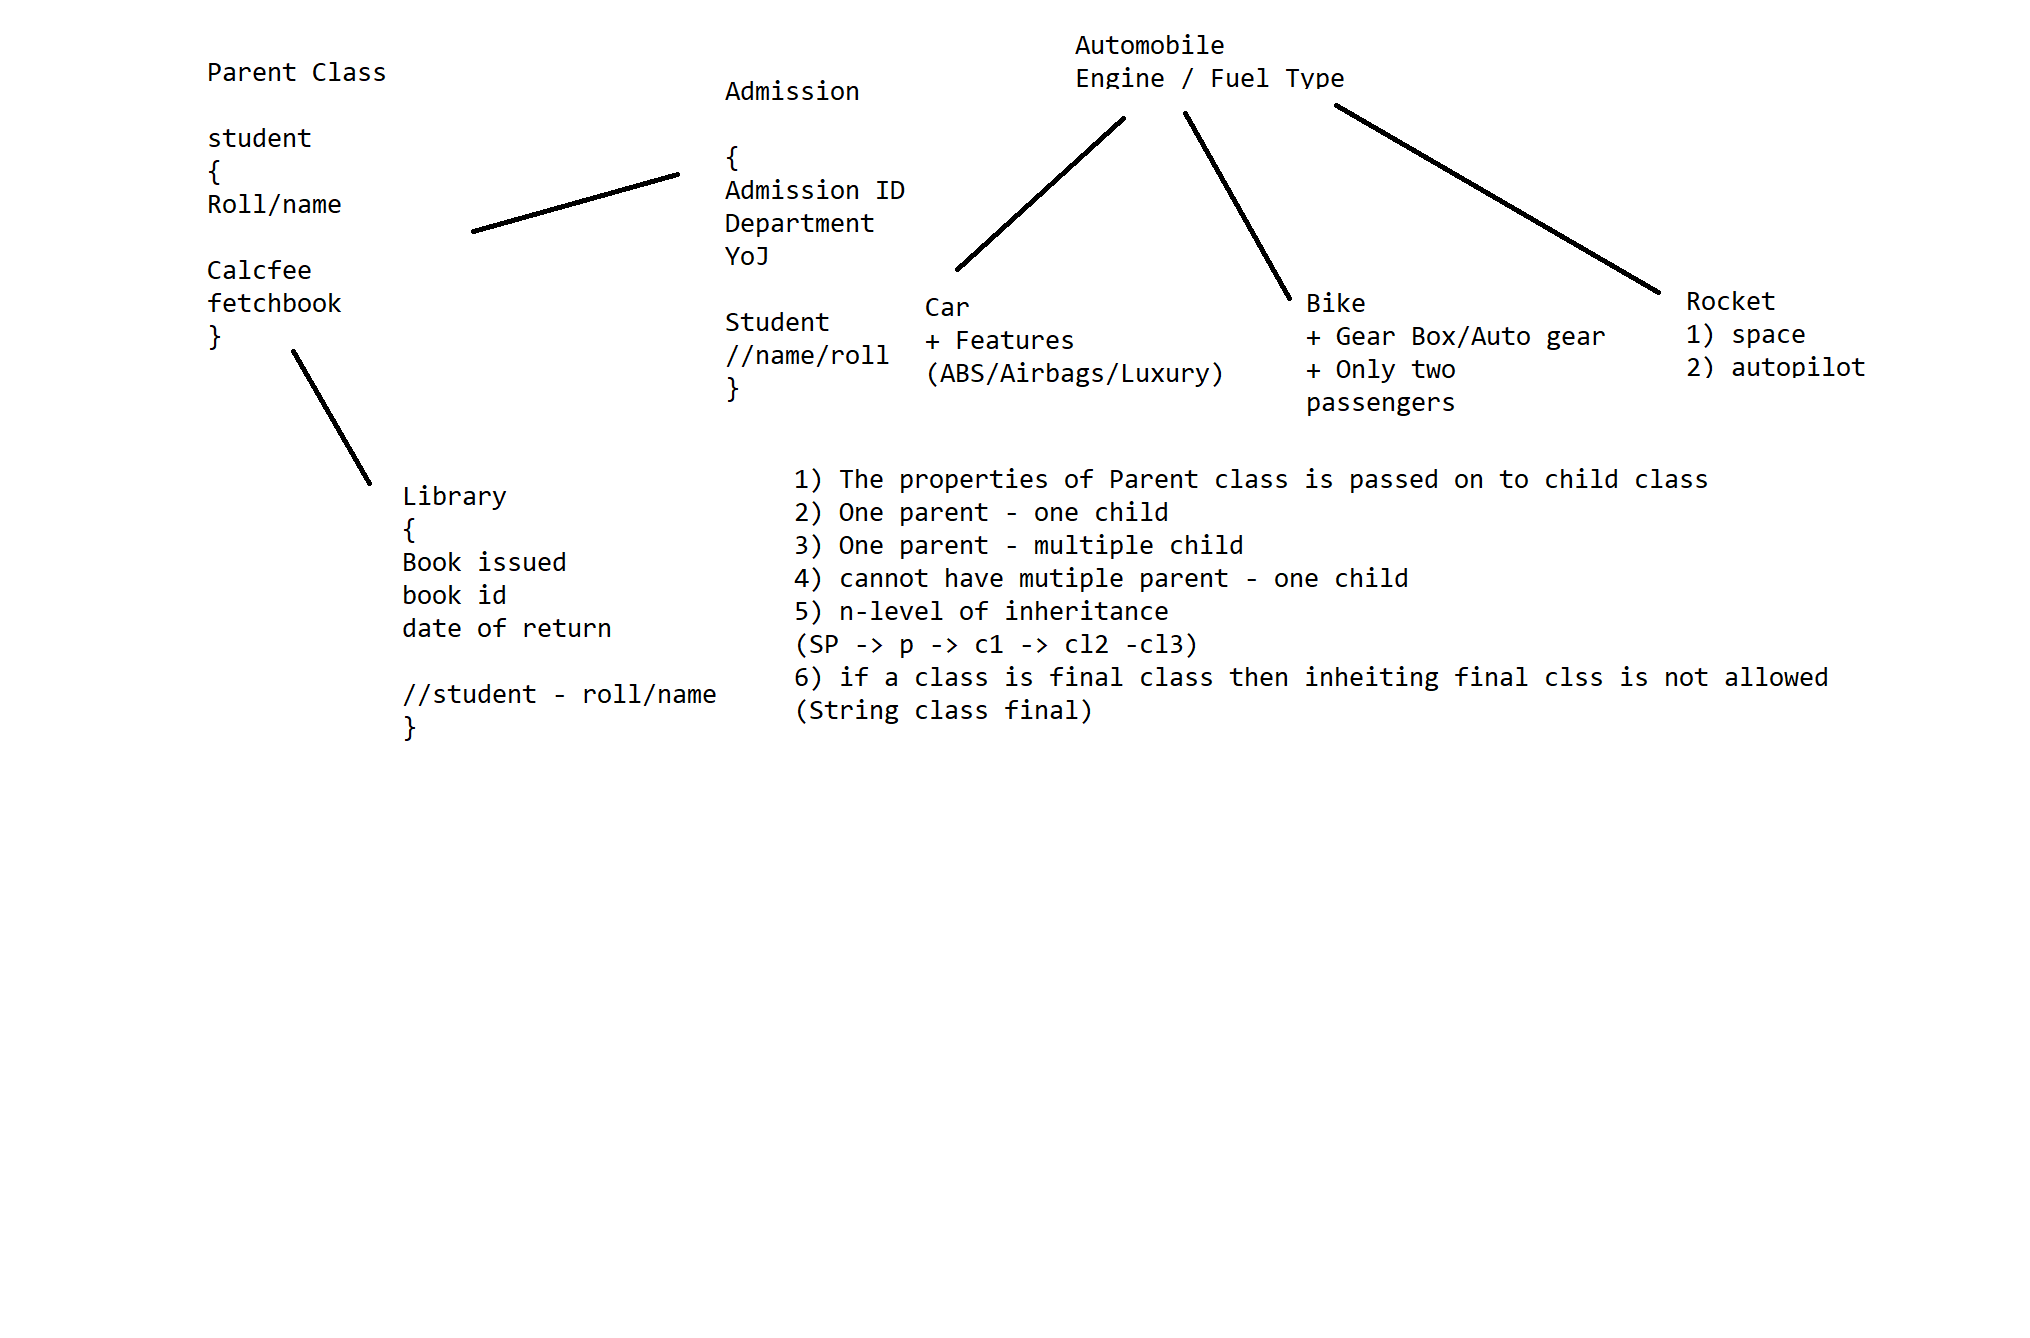 Parent Class
student
{
Roll/name
Calcfee
fetchbook
}
Admission
{
Admission ID
Department
YoJ
Student
//name/roll
}
Automobile
Engine / Fuel Type
Car
+ Features
(ABS/Airbags/Luxury)
Bike
+ Gear Box/Auto gear
+ Only two
passengers
Rocket
1) space
2) autopilot
Library
{
Book issued
book id
date of return
//student - roll/name
}
1) The properties of Parent class is passed on to child class
2) One parent - one child
3) One parent - multiple child
4) cannot have mutiple parent - one child
5) n-level of inheritance
(SP -> p -> c1 -> cl2 -cl3)
6) if a class is final class then inheiting final clss is not allowed
(String class final)